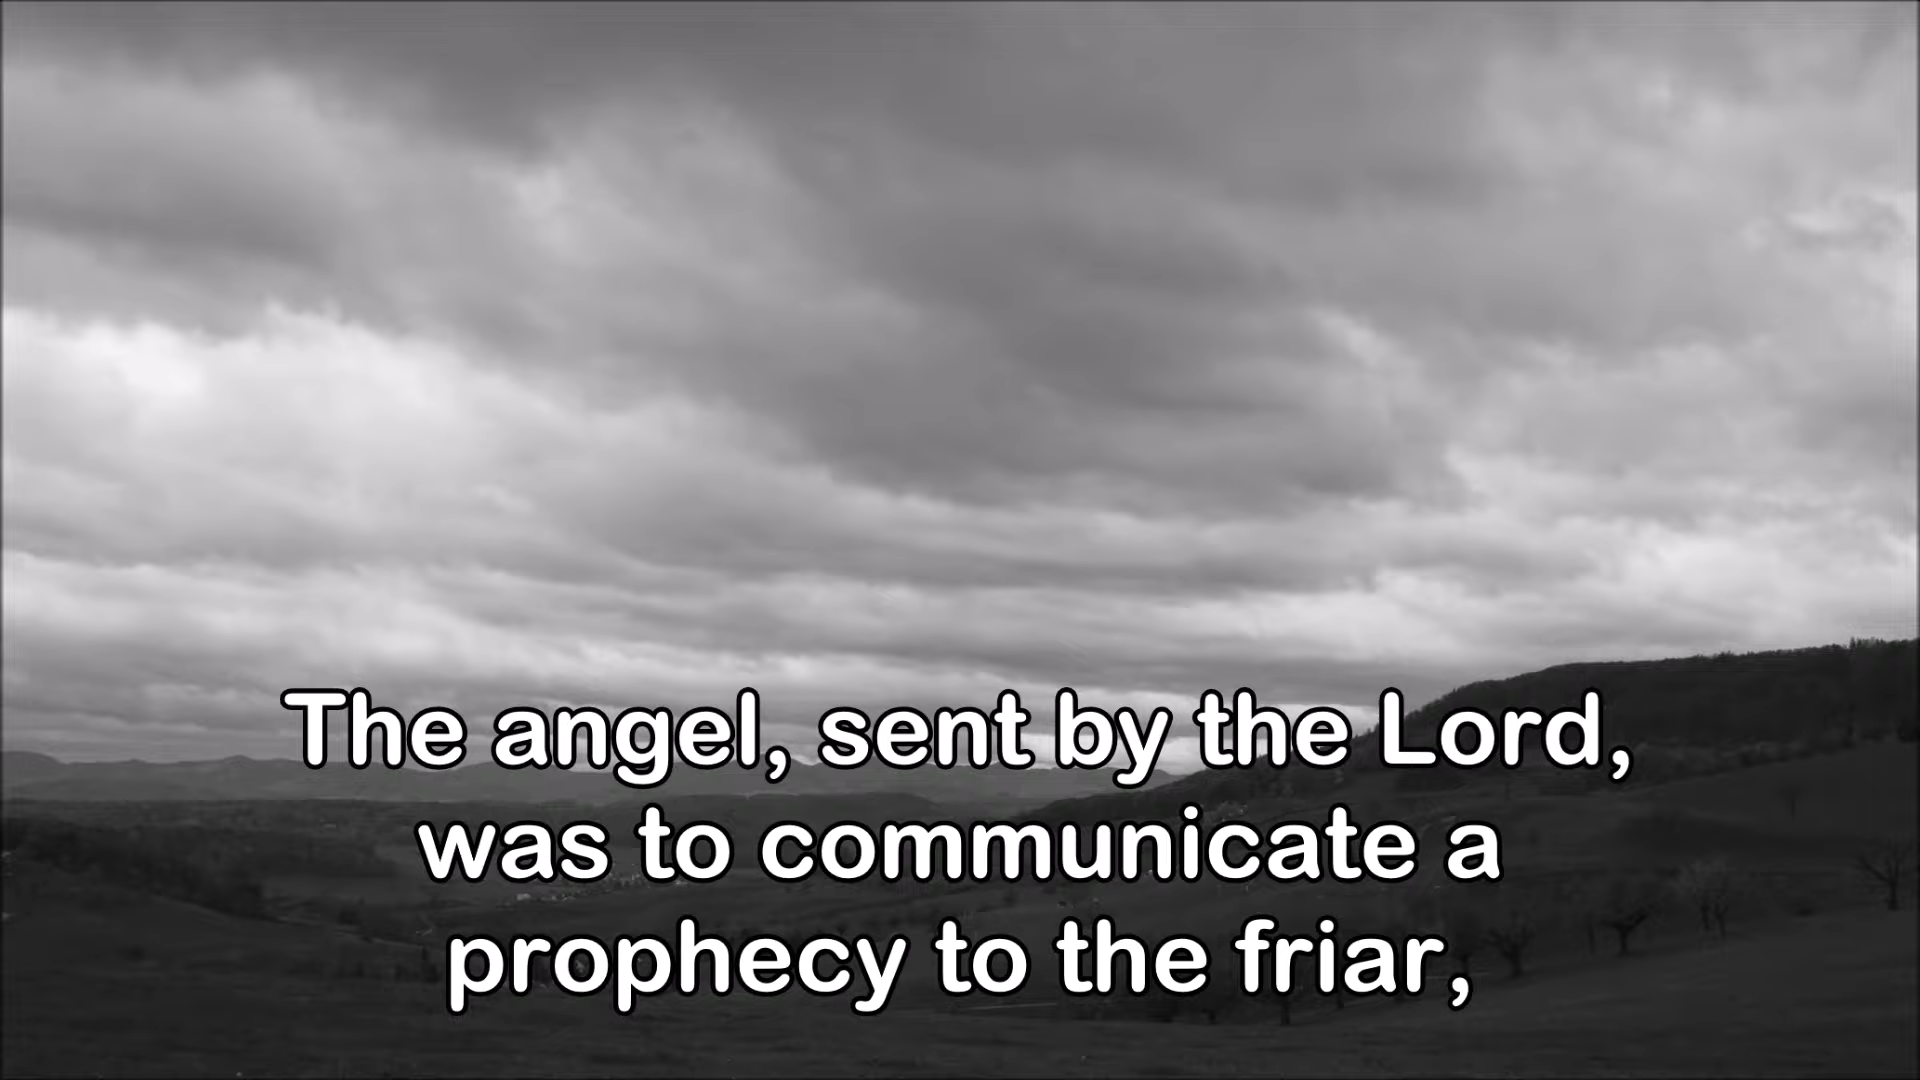 The angel, sent by the Lord,
was to communicate a
prophecy to the friar,